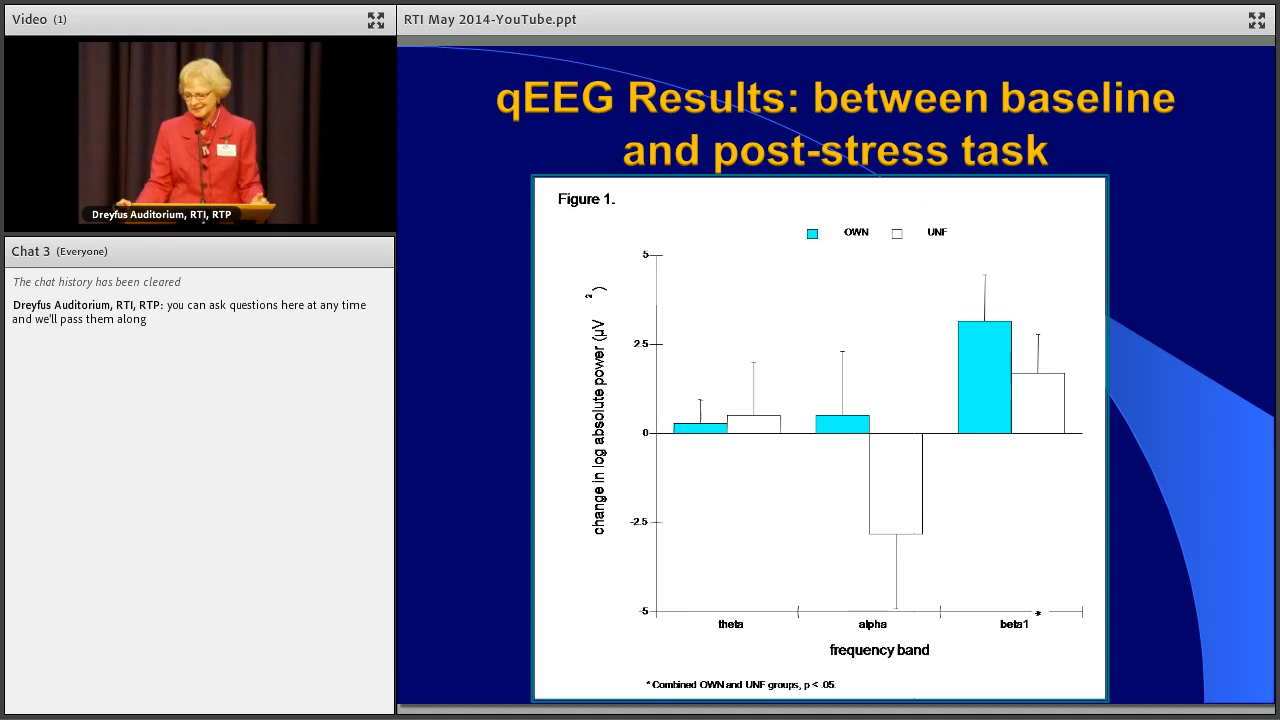 Video (1)
Dreyfus Auditorium, RTI, RTP
Chat 3 (Everyone)
The chat history has been cleared
Dreyfus Auditorium, RTI, RTP: you can ask questions here at any time
and we'll pass them along
RTI May 2014-YouTube.ppt
qEEG Results: between baseline
and post-stress task
Figure 1.
OWN UNF
change in log absolute power (µV 2 )
5
2.5
0
-2.5
-5
theta alpha beta1
*
frequency band
* Combined OWN and UNF groups, p < .05.